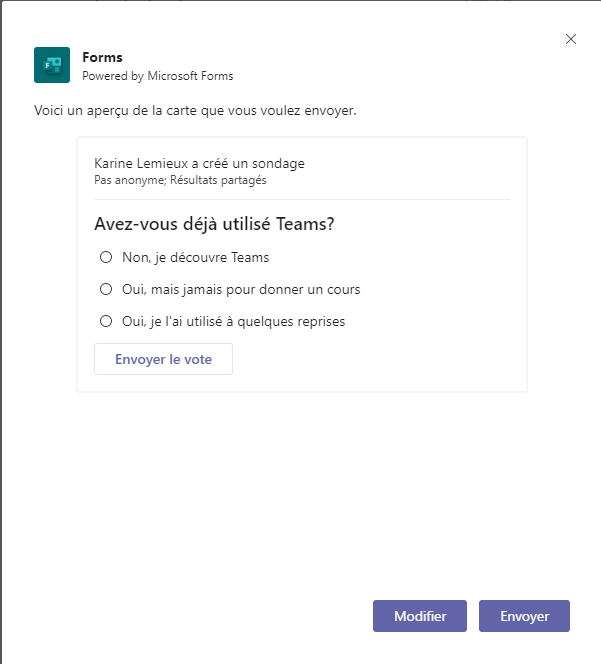 Forms
Powered by Microsoft Forms
Voici un aperçu de la carte que vous voulez envoyer.
Karine Lemieux a créé un sondage
Pas anonyme; Résultats partagés
Avez-vous déjà utilisé Teams?
Non, je découvre Teams
Oui, mais jamais pour donner un cours
Oui, je l'ai utilisé à quelques reprises
Envoyer le vote
Modifier
Envoyer